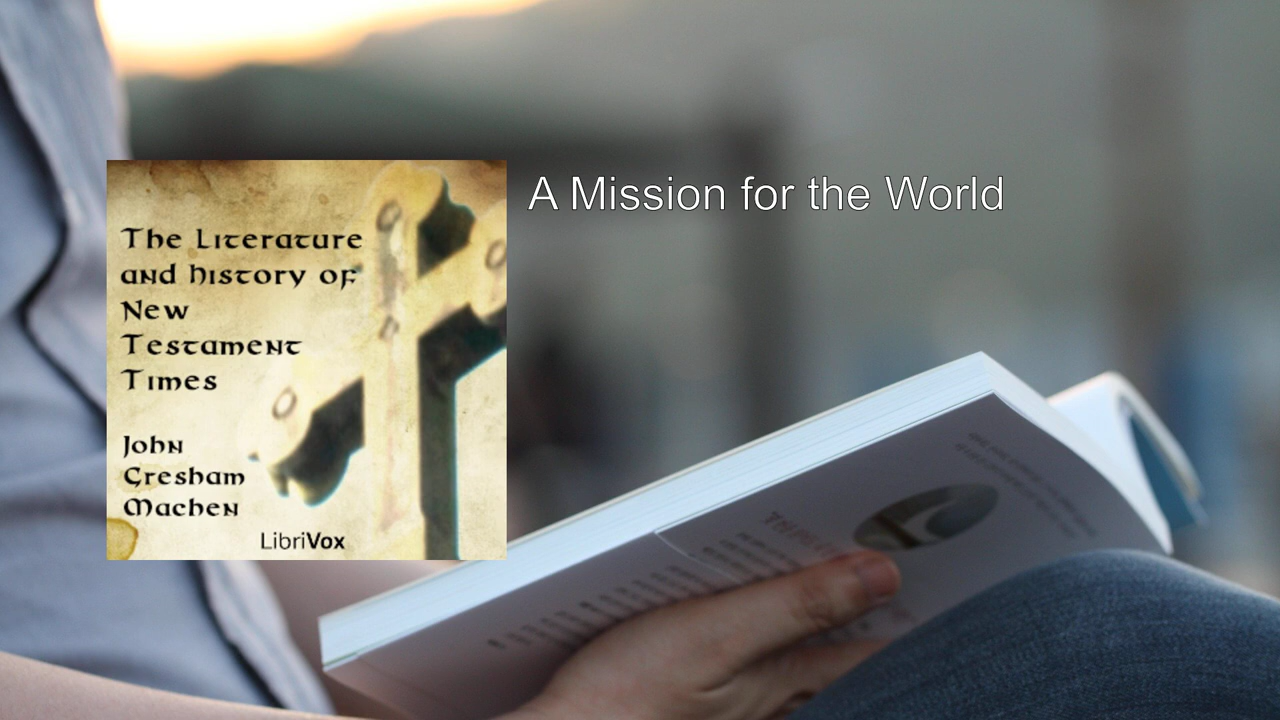 The Literature
and History of
New
Testament
Times
John
Gresham
Machen
LibriVox
A Mission for the World